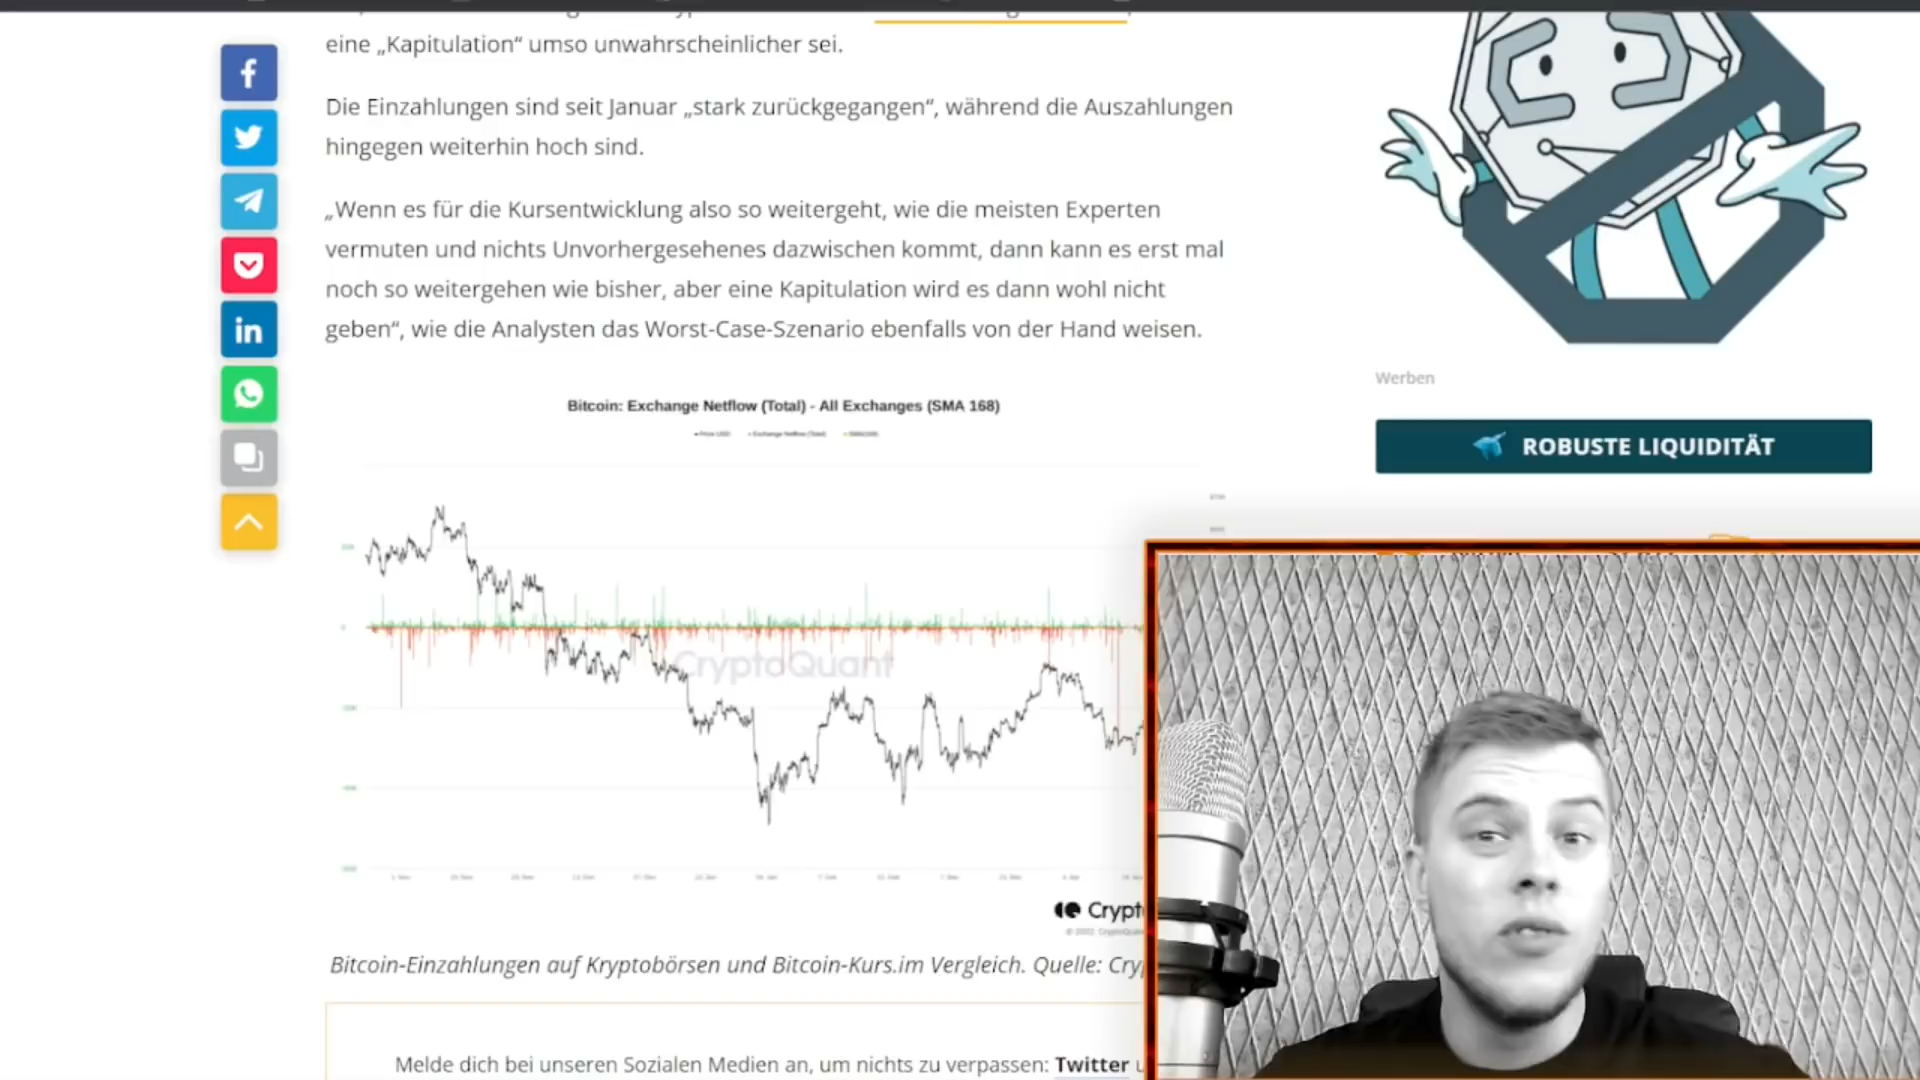 eine „Kapitulation“ umso unwahrscheinlicher sei.
Die Einzahlungen sind seit Januar „stark zurückgegangen“, während die Auszahlungen
hingegen weiterhin hoch sind.
„Wenn es für die Kursentwicklung also so weitergeht, wie die meisten Experten
vermuten und nichts Unvorhergesehenes dazwischen kommt, dann kann es erst mal
noch so weitergehen wie bisher, aber eine Kapitulation wird es dann wohl nicht
geben“, wie die Analysten das Worst-Case-Szenario ebenfalls von der Hand weisen.
Werben
ROBUSTE LIQUIDITÄT
Bitcoin: Exchange Netflow (Total) - All Exchanges (SMA 168)
CryptoQuant
Crypt
Bitcoin-Einzahlungen auf Kryptobörsen und Bitcoin-Kurs.im Vergleich. Quelle: Cry
Melde dich bei unseren Sozialen Medien an, um nichts zu verpassen: Twitter u